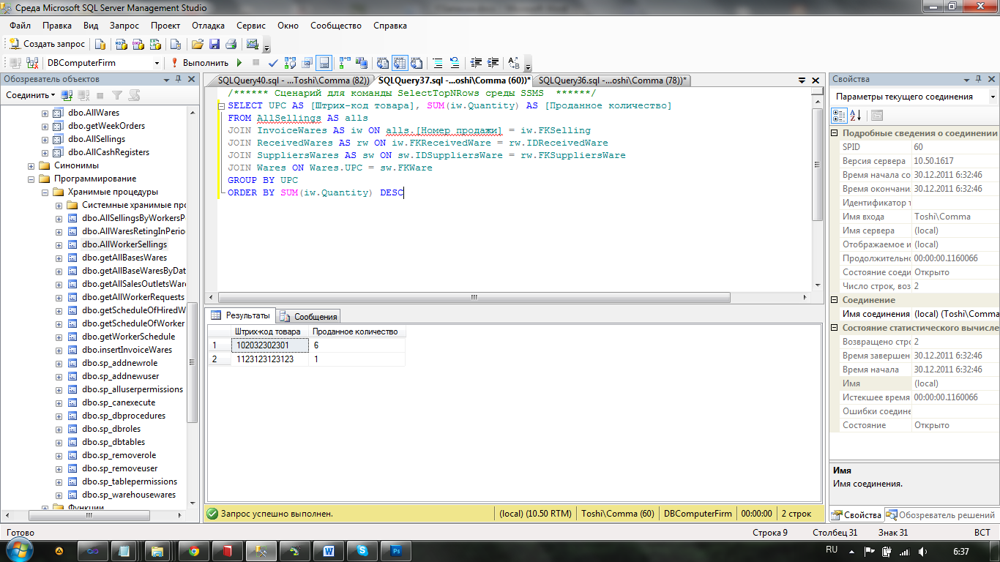 Среда Microsoft SQL Server Management Studio
Файл Правка Вид Запрос Проект Отладка Сервис Окно Сообщество Справка
Создать запрос
DBComputerFirm Выполнить
Обозреватель объектов
Соединить
dbo.AllWares
dbo.getWeekOrders
dbo.AllSellings
dbo.AllCashRegisters
Синонимы
Программирование
Хранимые процедуры
Системные хранимые про
dbo.AllSellingsByWorkersP
dbo.AllWaresRetingInPerio
dbo.AllWorkerSellings
dbo.getAllBasesWares
dbo.getAllBaseWaresByDat
dbo.getAllSalesOutletsWar
dbo.getAllWorkerRequests
dbo.getScheduleOfHiredW
dbo.getScheduleOfWorker
dbo.getWorkerSchedule
dbo.insertInvoiceWares
dbo.sp_addnewrole
dbo.sp_addnewuser
dbo.sp_alluserpermissions
dbo.sp_canexecute
dbo.sp_dbprocedures
dbo.sp_dbroles
dbo.sp_dbtables
dbo.sp_removerole
dbo.sp_removeuser
dbo.sp_tablepermissions
dbo.sp_warehousewares
Функции
SQLQuery40.sql -...Toshi\Comma (82)) SQLQuery37.sql -...oshi\Comma (60))* SQLQuery36.sql -...oshi\Comma (78))*
/****** Сценарий для команды SelectTopNRows среды SSMS ******/
SELECT UPC AS [Штрих-код товара], SUM(iw.Quantity) AS [Проданное количество]
FROM AllSellings AS alls
JOIN InvoiceWares AS iw ON alls.[Номер продажи] = iw.FKSelling
JOIN ReceivedWares AS rw ON iw.FKReceivedWare = rw.IDReceivedWare
JOIN SuppliersWares AS sw ON sw.IDSuppliersWare = rw.FKSuppliersWare
JOIN Wares ON Wares.UPC = sw.FKWare
GROUP BY UPC
ORDER BY SUM(iw.Quantity) DESC
Результаты Сообщения
Штрих-код товара Проданное количество
1 102032302301 6
2 1123123123123 1
Запрос успешно выполнен. (local) (10.50 RTM) Toshi\Comma (60) DBComputerFirm 00:00:00 2 строк
Свойства
Параметры текущего соединения
Подробные сведения о соединении
SPID 60
Версия сервера 10.50.1617
Время начала со 30.12.2011 6:32:46
Время окончани 30.12.2011 6:32:46
Идентификатор т
Имя входа Toshi\Comma
Имя сервера (local)
Отображаемое и (local)
Продолжительно 00:00:00.1160066
Состояние соеди Открыто
Число строк, воз 2
Соединение
Имя соединения (local) (Toshi\Comma
Состояние статистического вычисле
Возвращено стро 2
Время завершен 30.12.2011 6:32:46
Время начала 30.12.2011 6:32:46
Имя (local)
Истекшее время 00:00:00.1160066
Ошибки соедине
Состояние Открыто
Имя
Имя соединения.
Свойства Обозреватель решений
Готово Строка 9 Столбец 31 Знак 31 ВСТ
RU 6:37